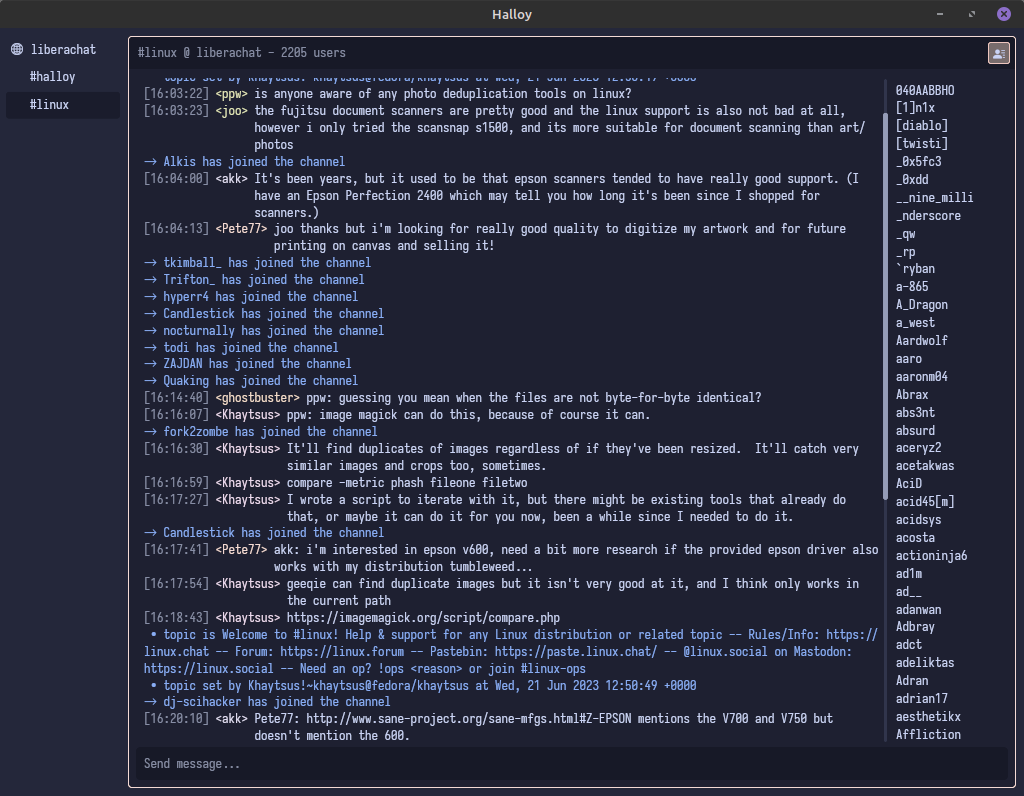 Halloy
liberachat
#halloy
#linux
#linux @ liberachat - 2205 users
topic set by Khaytsus!~khaytsus@fedora/khaytsus at Wed, 21 Jun 2023 12:50:49 +0000
[16:03:22] <ppw> is anyone aware of any photo deduplication tools on linux?
[16:03:23] <joo> the fujitsu document scanners are pretty good and the linux support is also not bad at all,
however i only tried the scansnap s1500, and its more suitable for document scanning than art/
photos
→ Alkis has joined the channel
[16:04:00] <akk> It's been years, but it used to be that epson scanners tended to have really good support. (I
have an Epson Perfection 2400 which may tell you how long it's been since I shopped for
scanners.)
[16:04:13] <Pete77> joo thanks but i'm looking for really good quality to digitize my artwork and for future
printing on canvas and selling it!
→ tkimball_ has joined the channel
→ Trifton_ has joined the channel
→ hyperr4 has joined the channel
→ Candlestick has joined the channel
→ nocturnally has joined the channel
→ todi has joined the channel
→ ZAJDAN has joined the channel
→ Quaking has joined the channel
[16:14:40] <ghostbuster> ppw: guessing you mean when the files are not byte-for-byte identical?
[16:16:07] <Khaytsus> ppw: image magick can do this, because of course it can.
→ fork2zombe has joined the channel
[16:16:30] <Khaytsus> It'll find duplicates of images regardless of if they've been resized.  It'll catch very
similar images and crops too, sometimes.
[16:16:59] <Khaytsus> compare -metric phash fileone filetwo
[16:17:27] <Khaytsus> I wrote a script to iterate with it, but there might be existing tools that already do
that, or maybe it can do it for you now, been a while since I needed to do it.
→ Candlestick has joined the channel
[16:17:41] <Pete77> akk: i'm interested in epson v600, need a bit more research if the provided epson driver also
works with my distribution tumbleweed...
[16:17:54] <Khaytsus> geeqie can find duplicate images but it isn't very good at it, and I think only works in
the current path
[16:18:43] <Khaytsus> https://imagemagick.org/script/compare.php
• topic is Welcome to #linux! Help & support for any Linux distribution or related topic -- Rules/Info: https://
linux.chat -- Forum: https://linux.forum -- Pastebin: https://paste.linux.chat/ -- @linux.social on Mastodon:
https://linux.social -- Need an op? !ops <reason> or join #linux-ops
• topic set by Khaytsus!~khaytsus@fedora/khaytsus at Wed, 21 Jun 2023 12:50:49 +0000
→ dj-scihacker has joined the channel
[16:20:10] <akk> Pete77: http://www.sane-project.org/sane-mfgs.html#Z-EPSON mentions the V700 and V750 but
doesn't mention the 600.
Send message...
040AABBHO
[1]n1x
[diablo]
[twisti]
_0x5fc3
_0xdd
__nine_milli
_nderscore
_qw
_rp
`ryban
a-865
A_Dragon
a_west
Aardwolf
aaro
aaronm04
Abrax
abs3nt
absurd
aceryz2
acetakwas
AciD
acid45[m]
acidsys
acosta
actioninja6
ad1m
ad__
adanwan
Adbray
adct
adeliktas
Adran
adrian17
aesthetikx
Affliction